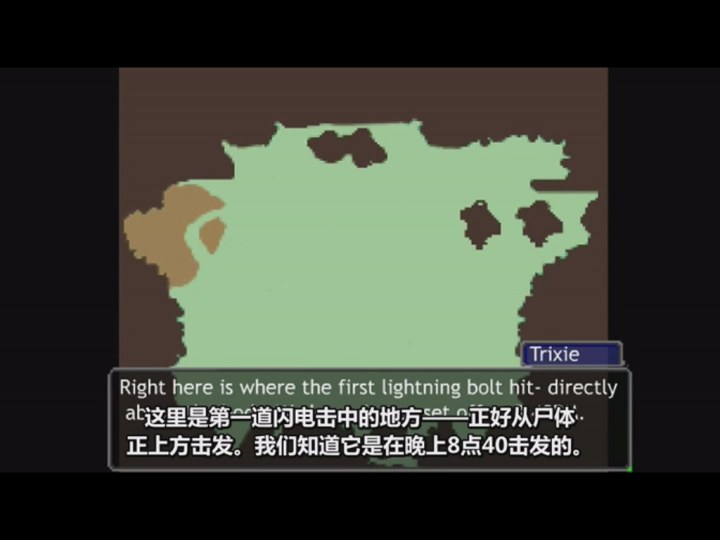 Trixie
Right here is where the first lightning bolt hit- directly
这里是第一道闪电击中的地方——正好从尸体
正上方击发。我们知道它是在晚上8点40击发的。